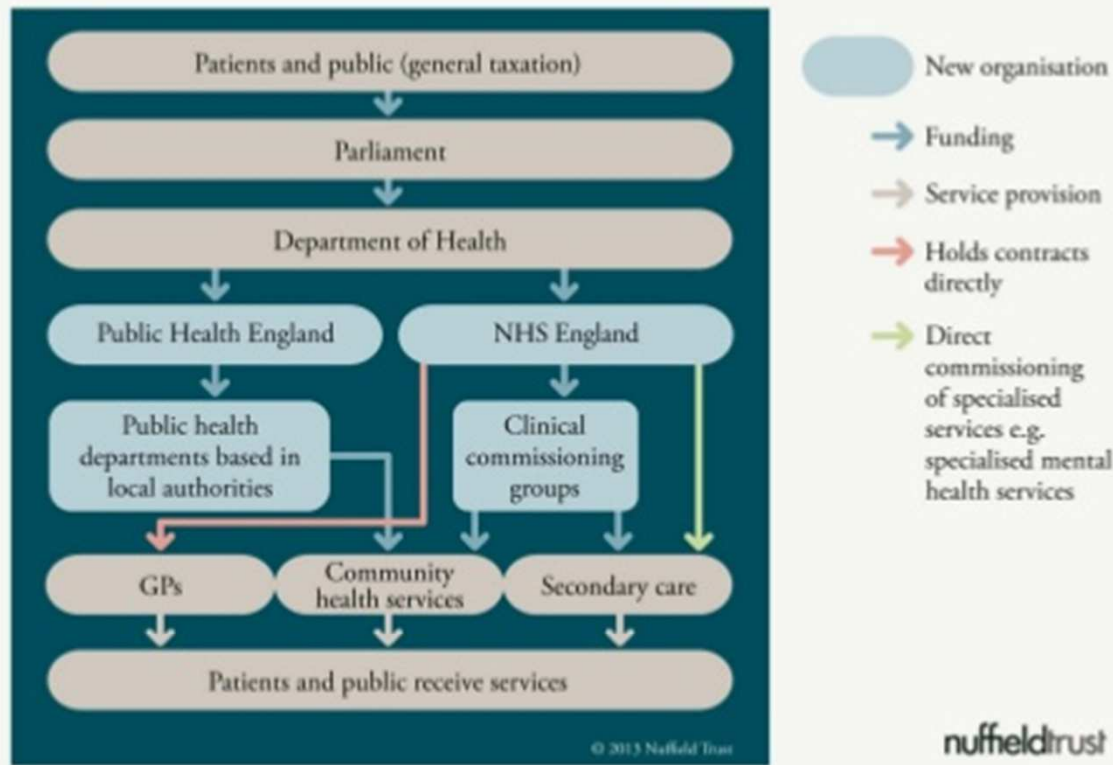 Patients and public (general taxation)
Parliament
Department of Health
Public Health England
NHS England
Public health
departments based in
local authorities
Clinical
commissioning
groups
GPs
Community
health services
Secondary care
Patients and public receive services
© 2013 Nuffield Trust
New organisation
Funding
Service provision
Holds contracts
directly
Direct
commissioning
of specialised
services e.g.
specialised mental
health services
nuffieldtrust